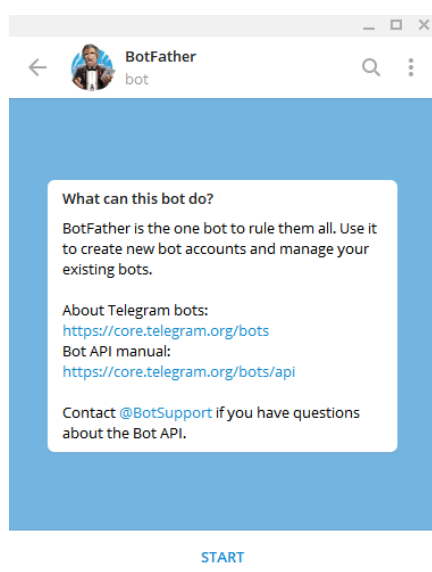 BotFather
bot
What can this bot do?
BotFather is the one bot to rule them all. Use it
to create new bot accounts and manage your
existing bots.
About Telegram bots:
https://core.telegram.org/bots
Bot API manual:
https://core.telegram.org/bots/api
Contact @BotSupport if you have questions
about the Bot API.
START